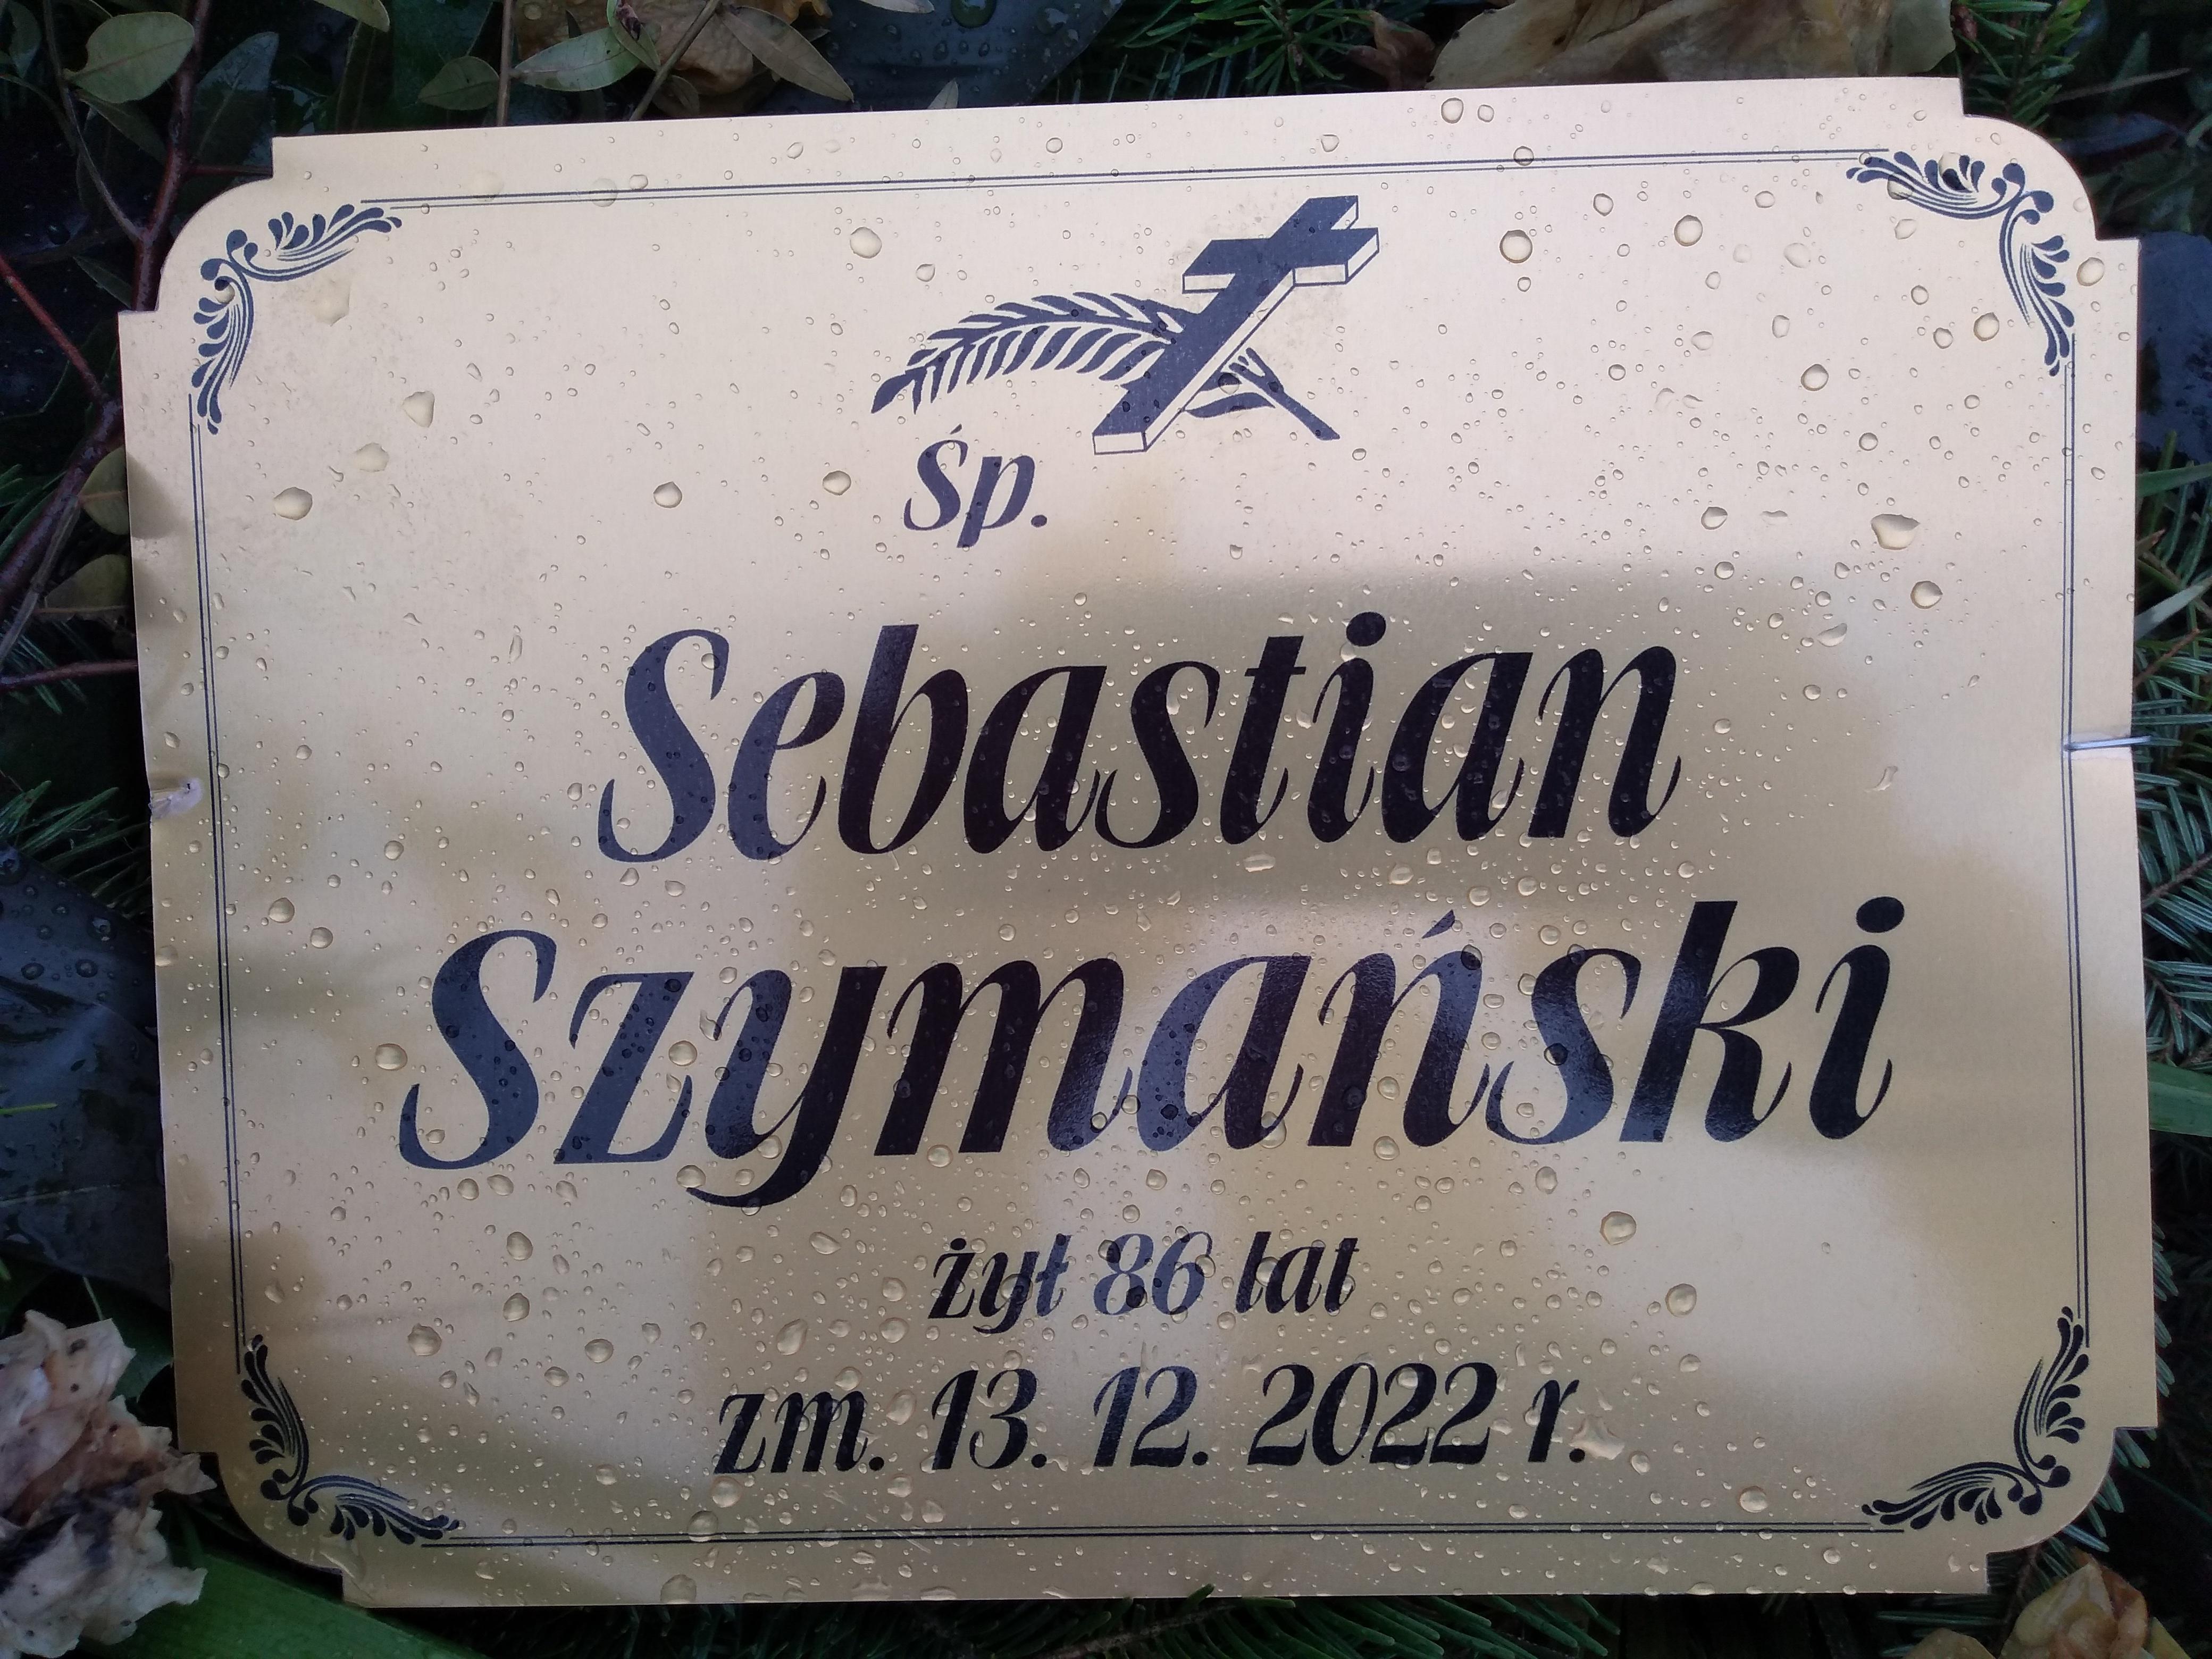 Śp.
Sebastian
Szymański
żył 86 lat
zm. 13. 12. 2022 r.